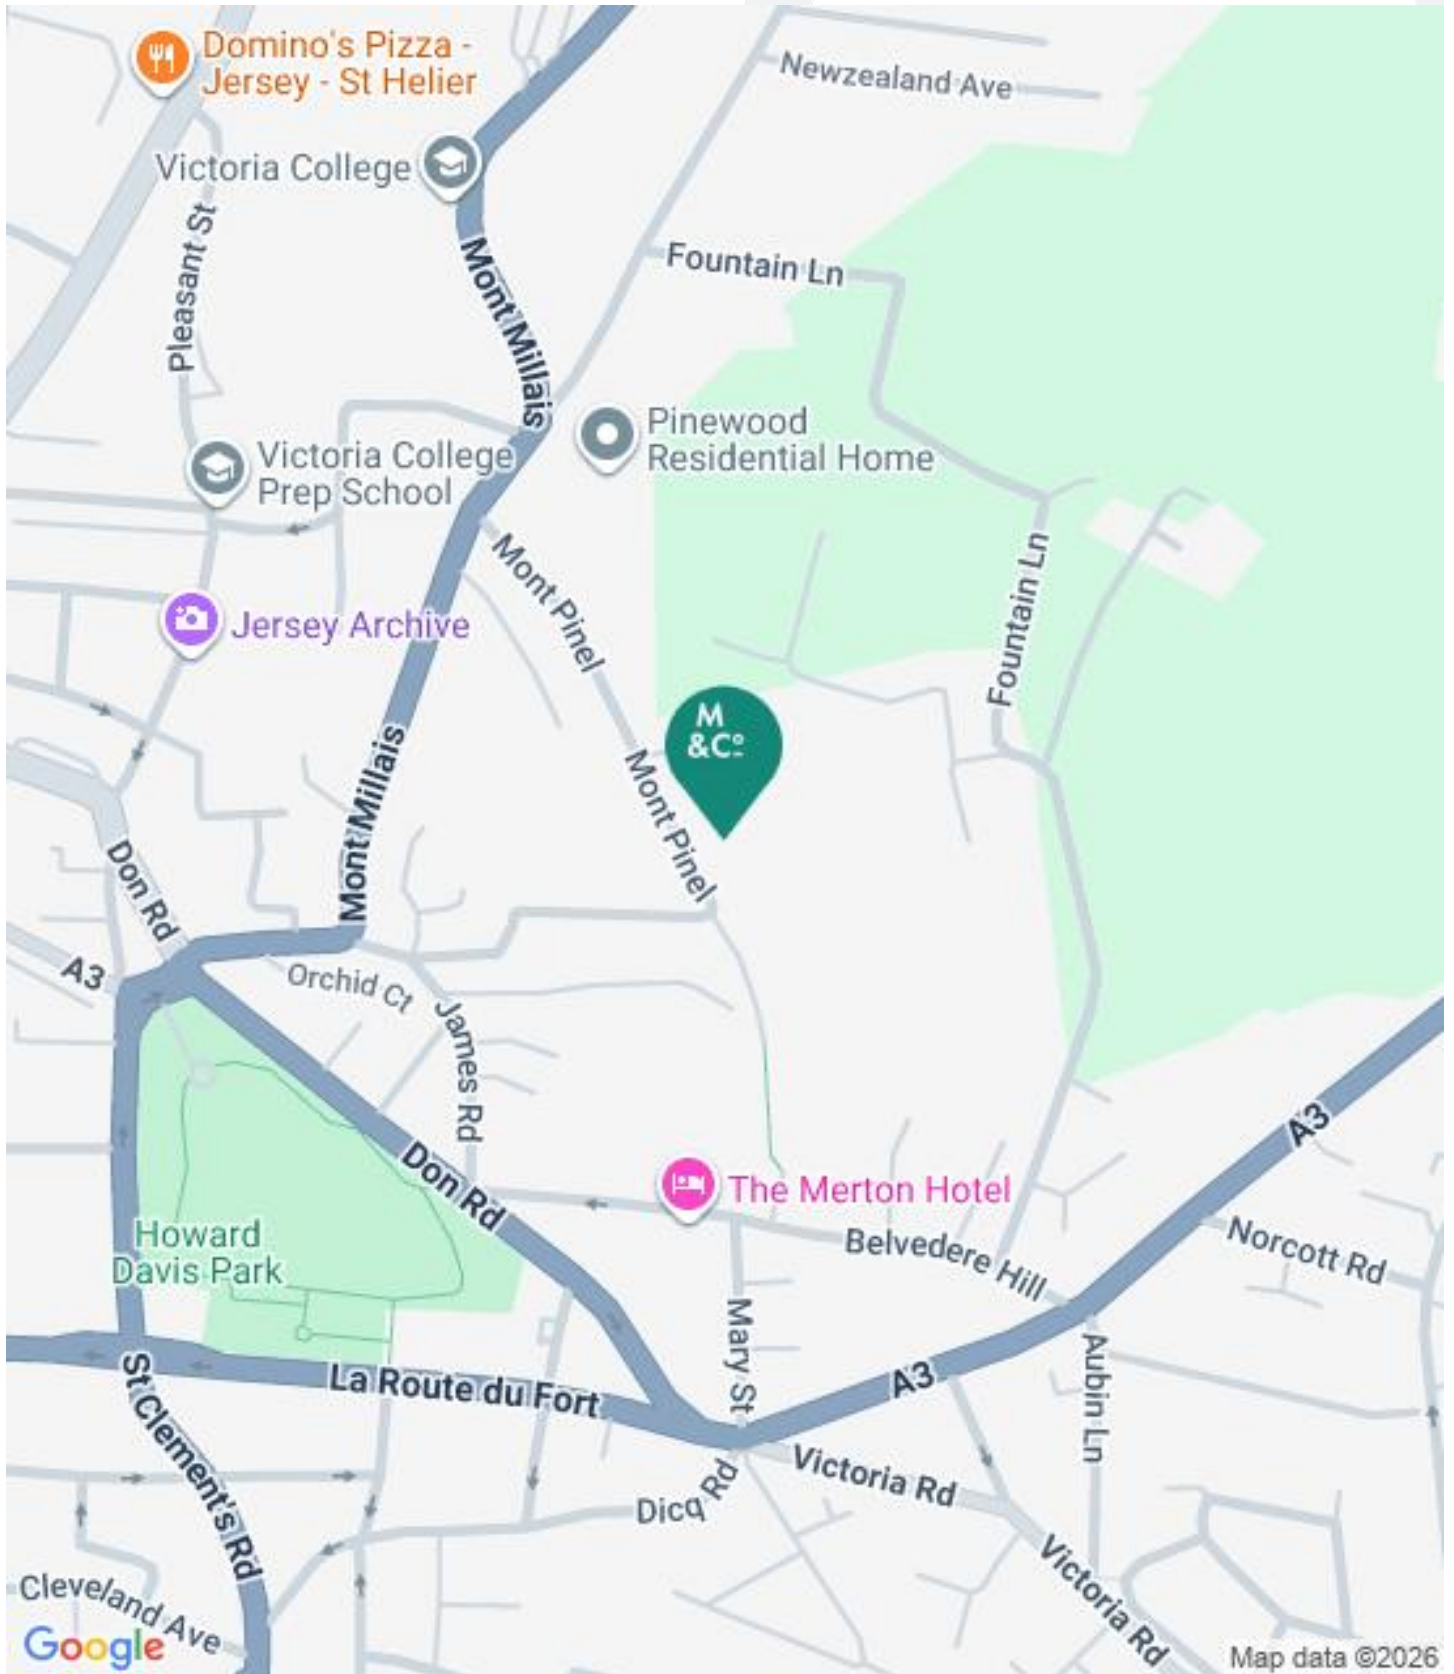 Domino's Pizza -
Jersey - St Helier
Newzealand Ave
Victoria College
Pleasant St
Mont Millais
Fountain Ln
Pinewood
Residential Home
Victoria College
Prep School
Mont Pinel
Fountain Ln
Jersey Archive
M
&Cº
Mont Millais
Mont Pinel
Don Rd
A3
Orchid Ct
James Rd
A3
Don Rd
The Merton Hotel
Howard
Davis Park
Belvedere Hill
Norcott Rd
Mary St
St Clement's Rd
La Route du Fort
A3
Aubin Ln
Victoria Rd
Dicq Rd
Victoria Rd
Cleveland Ave
Google
Map data ©2026